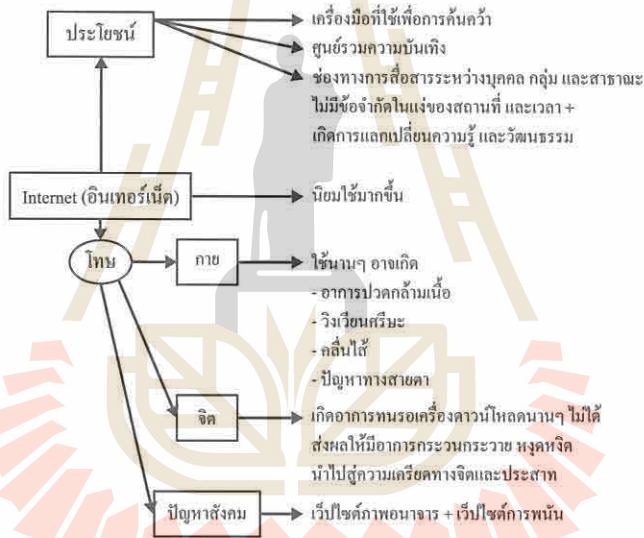 ประโยชน์
เครื่องมือที่ใช้เพื่อการค้นคว้า
ศูนย์รวมความบันเทิง
ช่องทางการสื่อสารระหว่างบุคคล กลุ่ม และสาธาณะ
ไม่มีข้อจำกัดในแง่ของสถานที่ และเวลา +
เกิดการแลกเปลี่ยนความรู้ และวัฒนธรรม
Internet (อินเทอร์เน็ต)
นิยมใช้มากขึ้น
โทษ
กาย
ใช้นานๆ อาจเกิด
- อาการปวดกล้ามเนื้อ
- วิงเวียนศรีษะ
- คลื่นไส้
- ปัญหาทางสายตา
จิต
เกิดอาการทนรอเครื่องดาวน์โหลดนานๆ ไม่ได้
ส่งผลให้มีอาการกระวนกระวาย หงุดหงิด
นำไปสู่ความเครียดทางจิตและประสาท
ปัญหาสังคม
เว็ปไซต์ภาพอนาจาร + เว็ปไซต์การพนัน